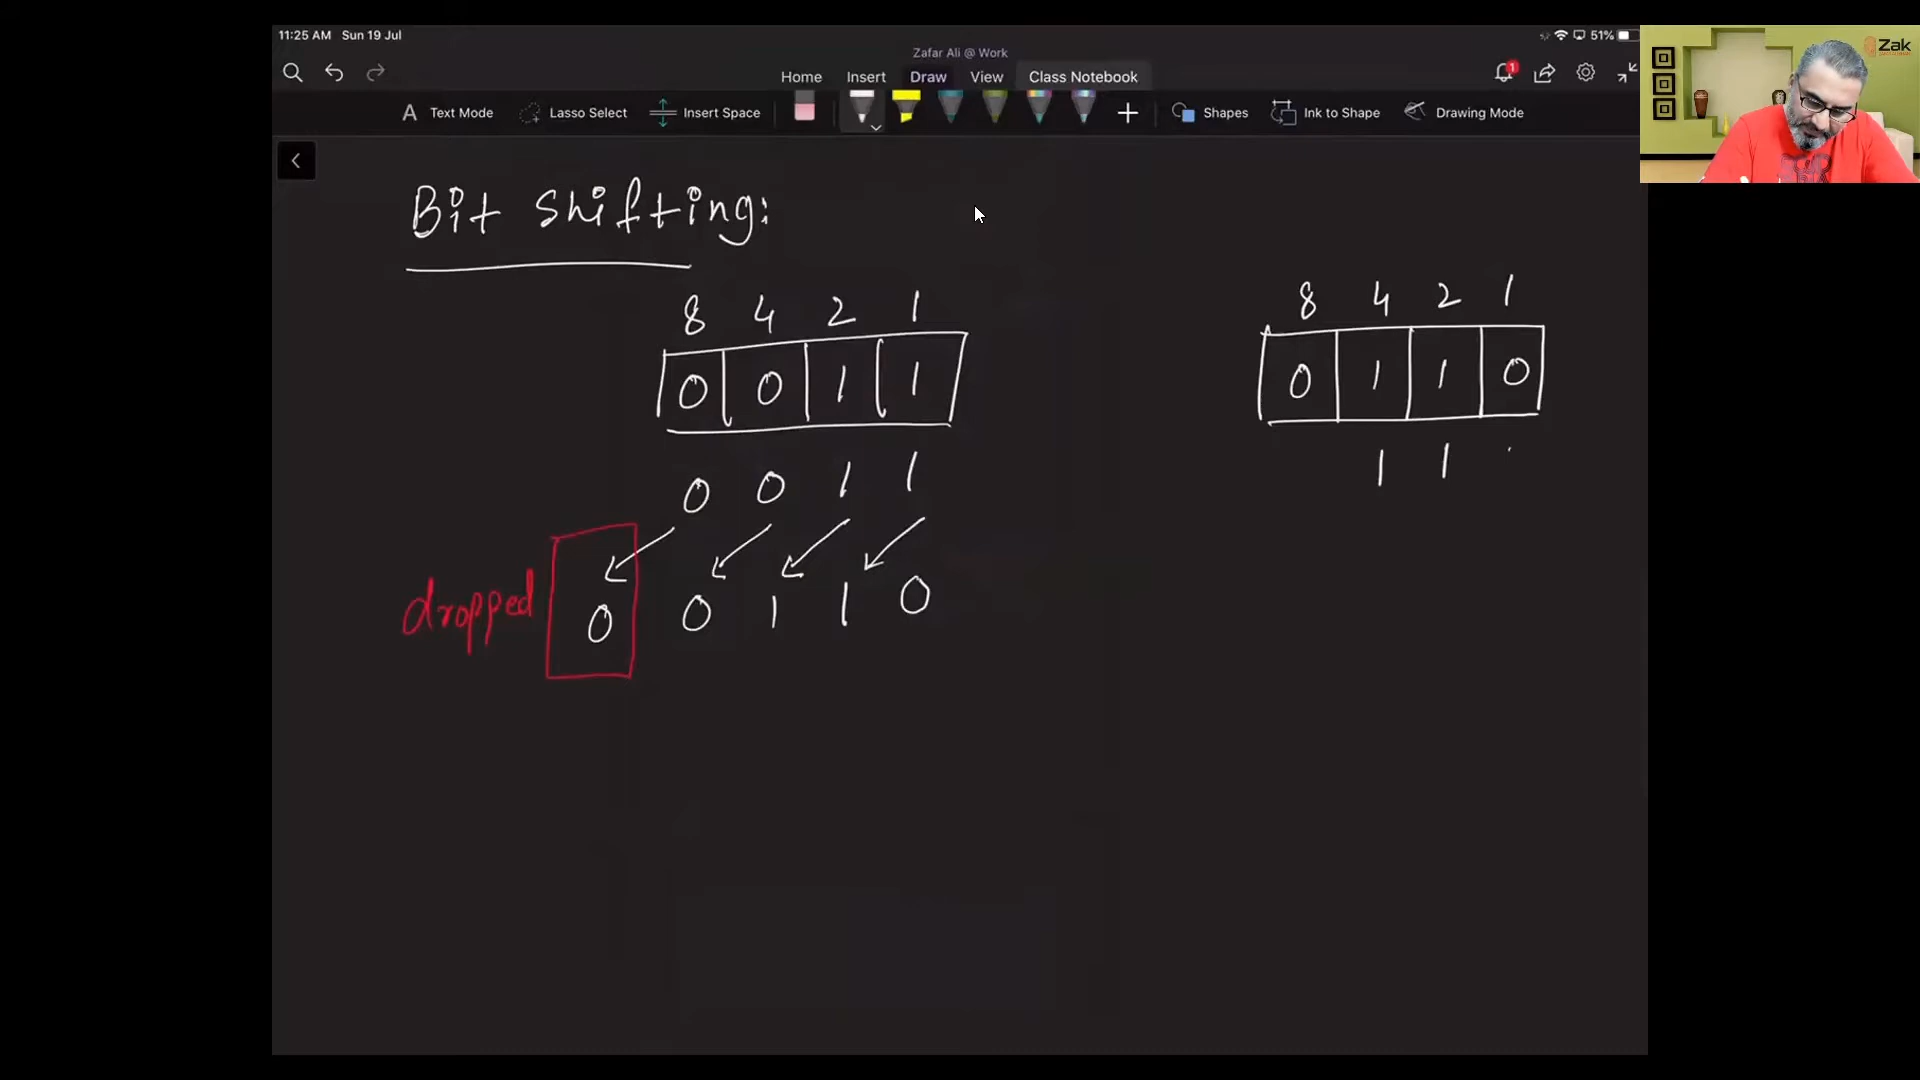 11:25 AM Sun 19 Jul
51%
Zafar Ali @ Work
Home Insert Draw View Class Notebook
1
Text Mode Lasso Select Insert Space Shapes Ink to Shape Drawing Mode
Zak
Bit Shifting:
8 4 2 1
0 0 1 1
0 0 1 1
dropped 0 0 1 1 0
8 4 2 1
0 1 1 0
1 1